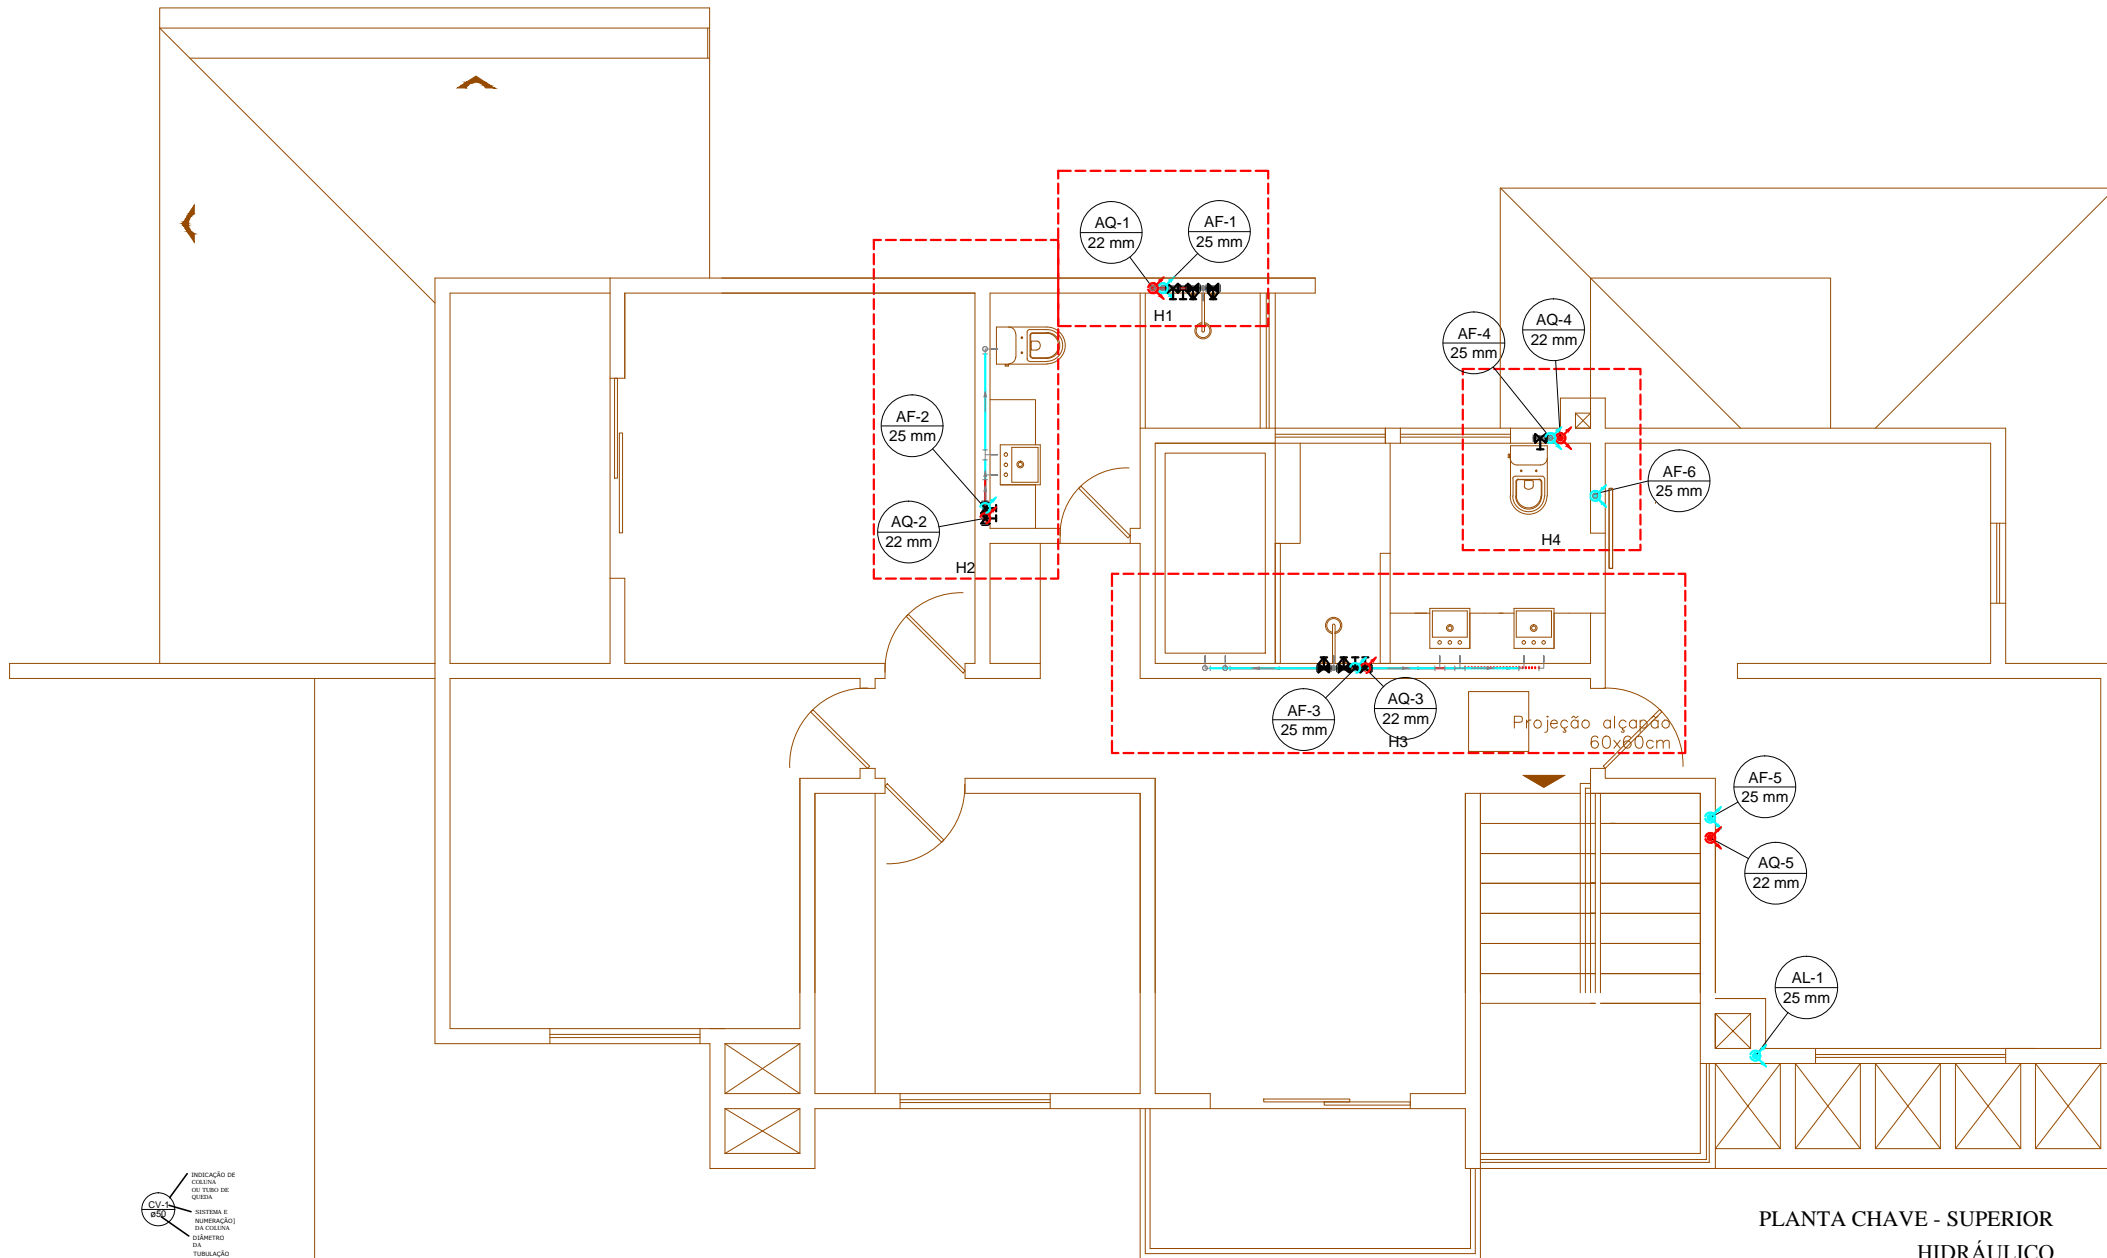 AQ-1
22 mm
AF-1
25 mm
H1
AF-4
25 mm
AQ-4
22 mm
AF-2
25 mm
AF-6
25 mm
AQ-2
22 mm
H4
H2
AF-3
25 mm
AQ-3
22 mm
H3
Projeção alçapão
60x60cm
AF-5
25 mm
AQ-5
22 mm
AL-1
25 mm
INDICAÇÃO DE
COLUNA
OU TUBO DE
QUEDA
CV-1
ø50
SISTEMA E
NUMERAÇÃO]
DA COLUNA
DIÂMETRO
DA
TUBULAÇÃO
PLANTA CHAVE - SUPERIOR
HIDRÁULICO